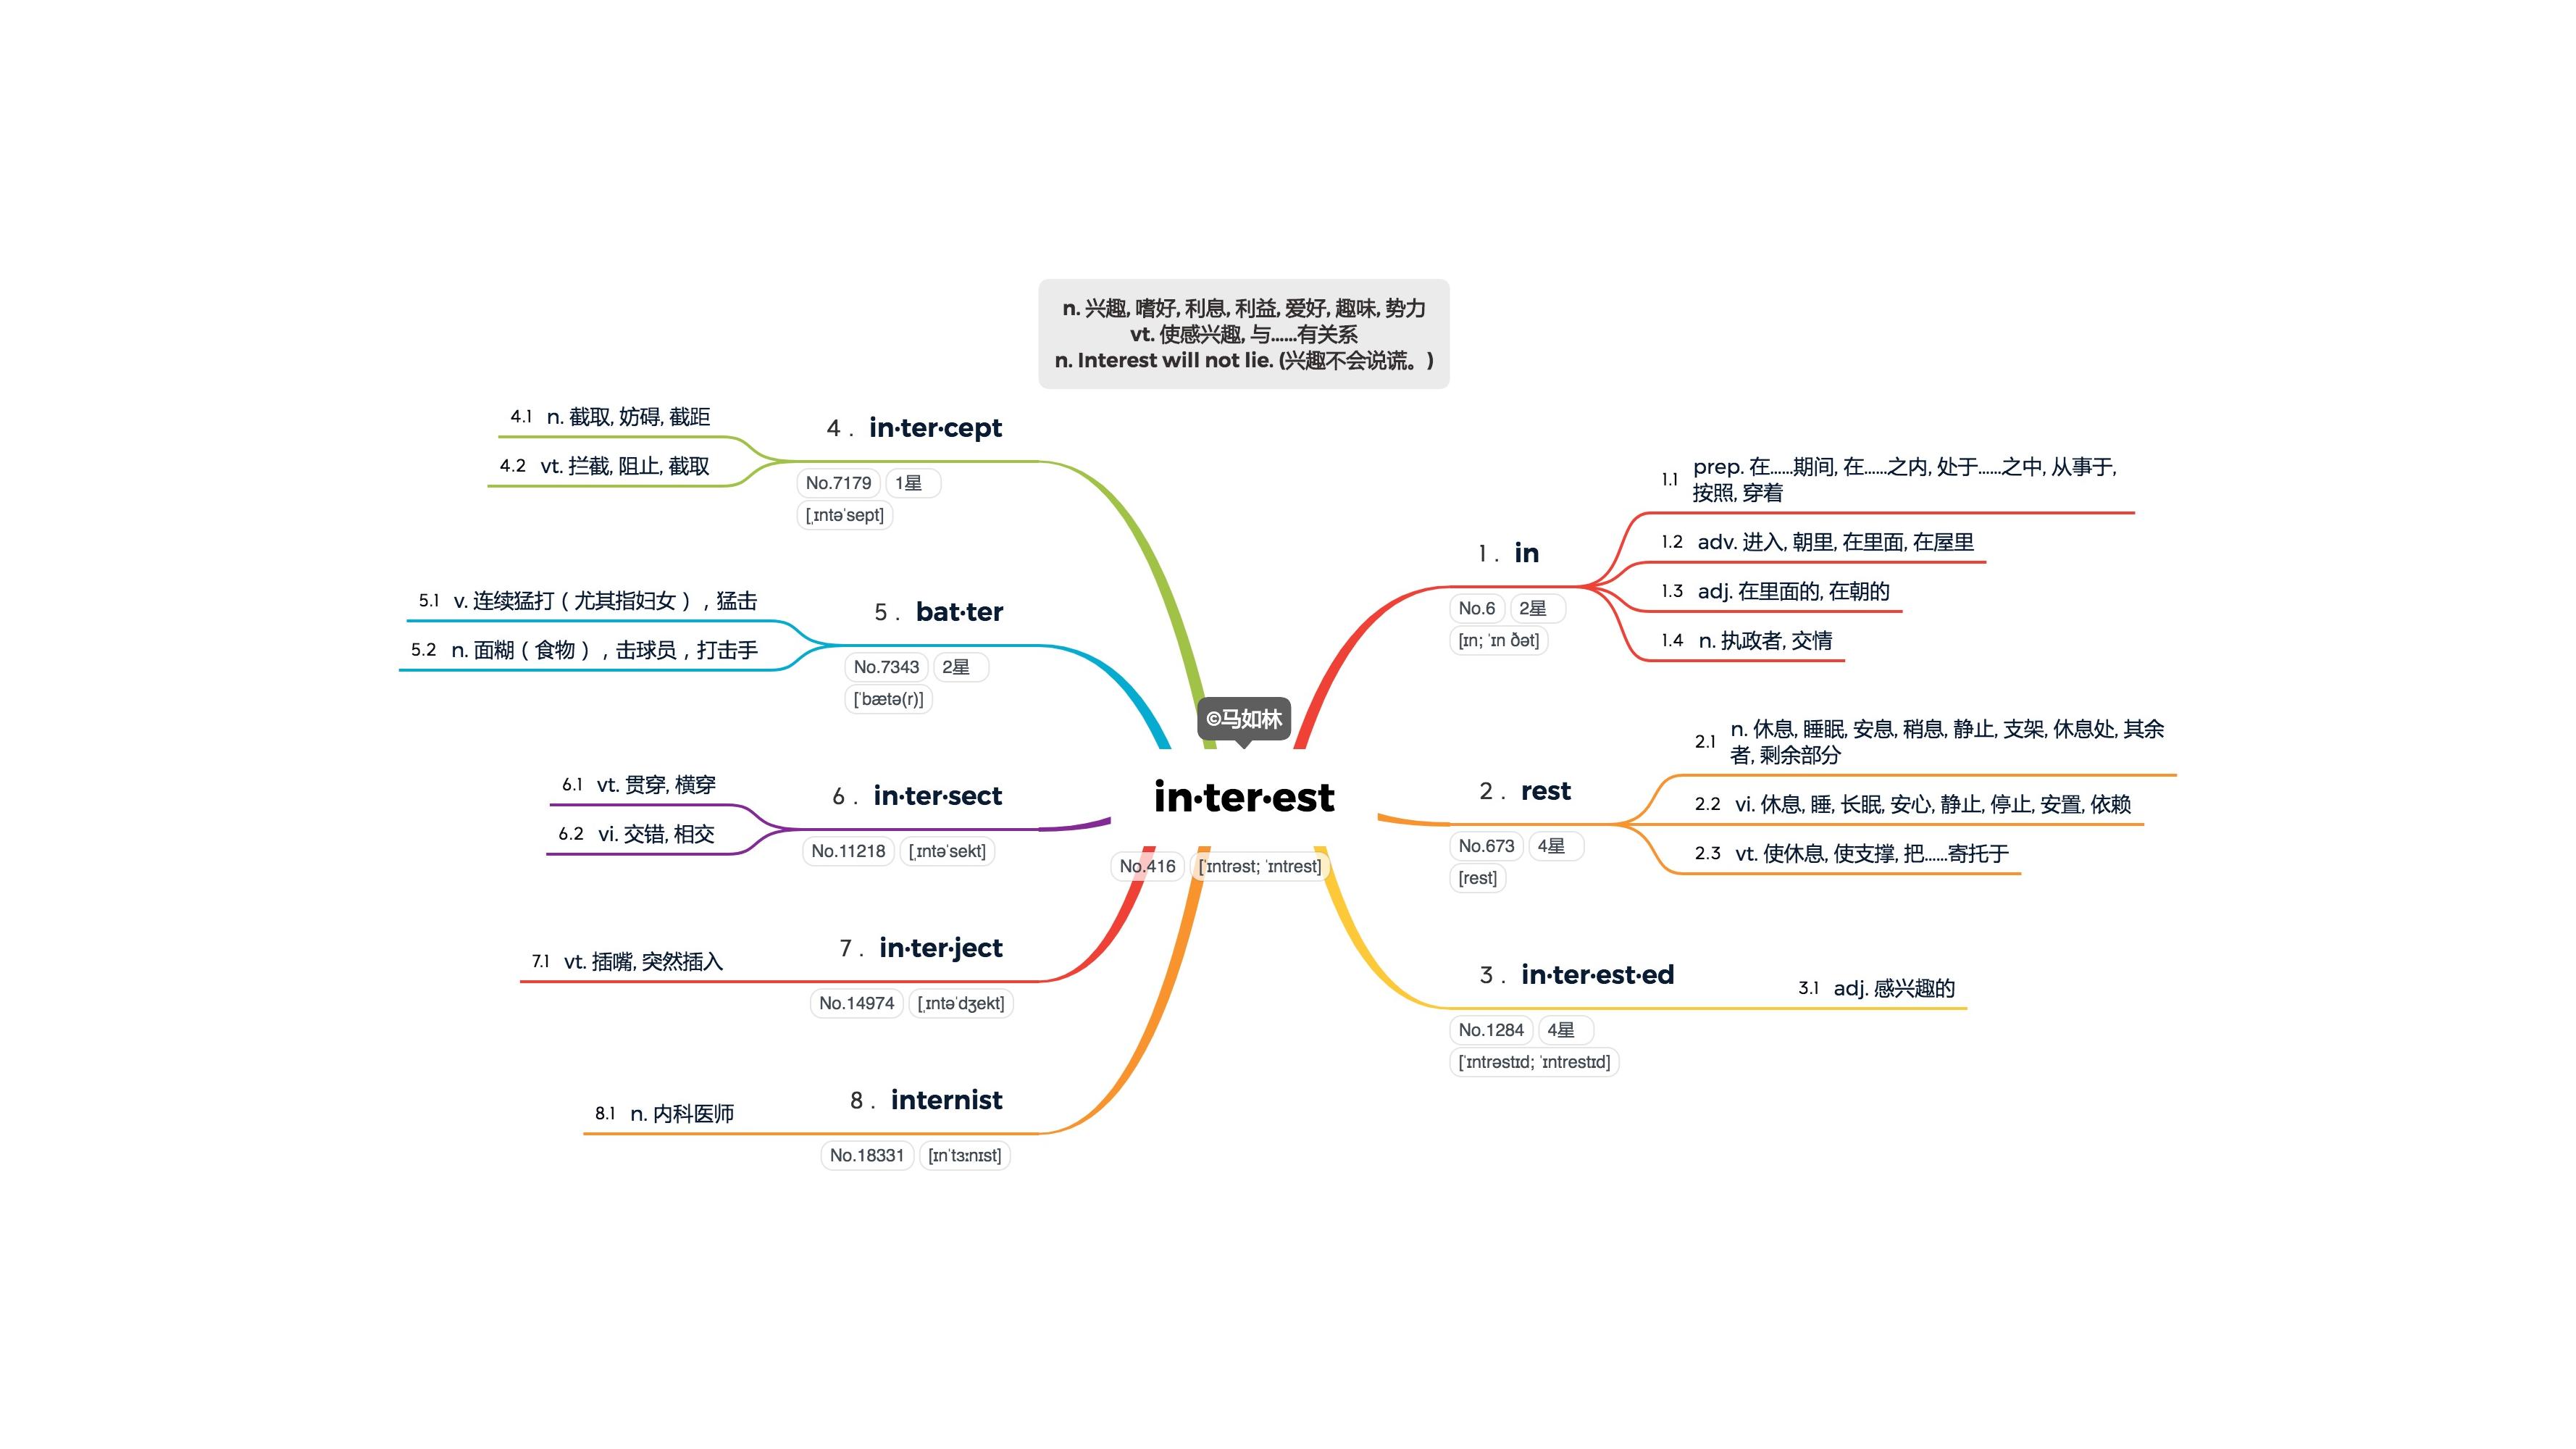 n. 兴趣, 嗜好, 利息, 利益, 爱好, 趣味, 势力
vt. 使感兴趣, 与……有关系
n. Interest will not lie. (兴趣不会说谎。)
©马如林
in·ter·est
No.416 [ˈɪntrəst; ˈɪntrest]
1. in
No.6 2星
[ɪn; ˈɪn ðət]
1.1 prep. 在……期间, 在……之内, 处于……之中, 从事于,
按照, 穿着
1.2 adv. 进入, 朝里, 在里面, 在屋里
1.3 adj. 在里面的, 在朝的
1.4 n. 执政者, 交情
2. rest
No.673 4星
[rest]
2.1 n. 休息, 睡眠, 安息, 稍息, 静止, 支架, 休息处, 其余
者, 剩余部分
2.2 vi. 休息, 睡, 长眠, 安心, 静止, 停止, 安置, 依赖
2.3 vt. 使休息, 使支撑, 把……寄托于
3. in·ter·est·ed
No.1284 4星
[ˈɪntrəstɪd; ˈɪntrestɪd]
3.1 adj. 感兴趣的
4. in·ter·cept
No.7179 1星
[ˌɪntəˈsept]
4.1 n. 截取, 妨碍, 截距
4.2 vt. 拦截, 阻止, 截取
5. bat·ter
No.7343 2星
[ˈbætə(r)]
5.1 v. 连续猛打（尤其指妇女），猛击
5.2 n. 面糊（食物），击球员，打击手
6. in·ter·sect
No.11218 [ˌɪntəˈsekt]
6.1 vt. 贯穿, 横穿
6.2 vi. 交错, 相交
7. in·ter·ject
No.14974 [ˌɪntəˈdʒekt]
7.1 vt. 插嘴, 突然插入
8. internist
No.18331 [ɪnˈtɜːnɪst]
8.1 n. 内科医师